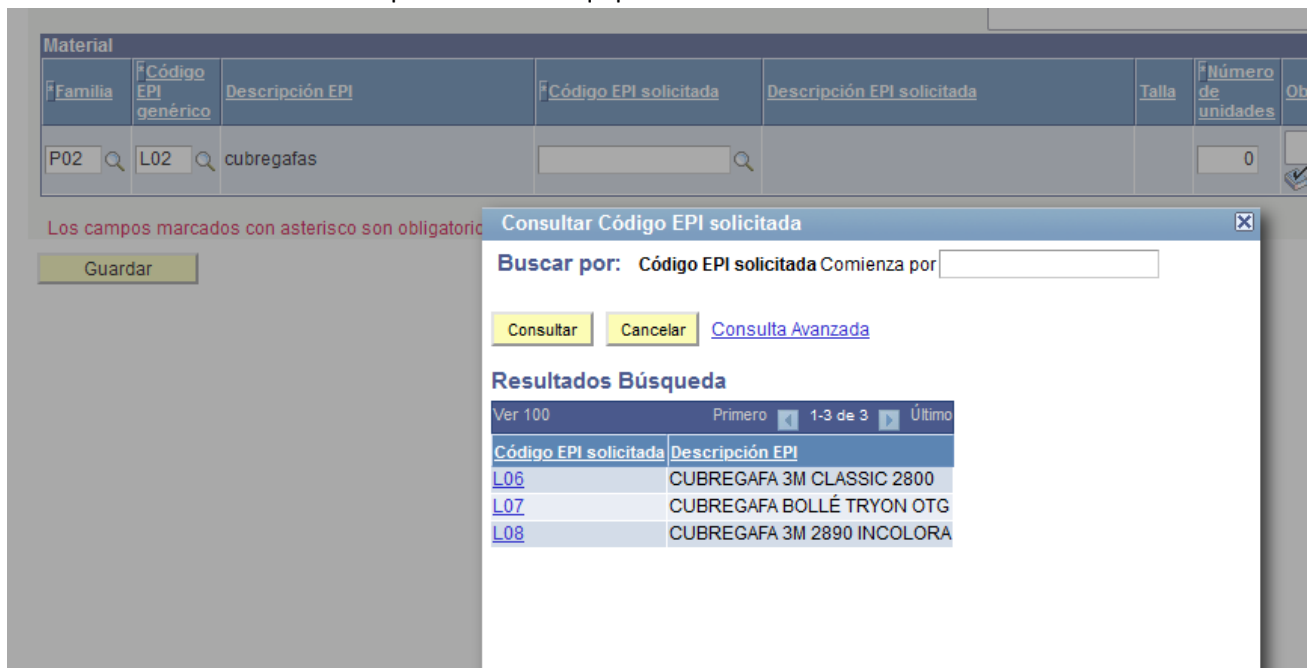 Material
*Familia *Código EPI genérico Descripción EPI *Código EPI solicitada Descripción EPI solicitada Talla *Número de unidades Ob
P02 L02 cubregafas 0
Los campos marcados con asterisco son obligatorio
Guardar
Consultar Código EPI solicitada
Buscar por: Código EPI solicitada Comienza por
Consultar Cancelar Consulta Avanzada
Resultados Búsqueda
Ver 100 Primero 1-3 de 3 Último
Código EPI solicitada Descripción EPI
L06 CUBREGAFA 3M CLASSIC 2800
L07 CUBREGAFA BOLLÉ TRYON OTG
L08 CUBREGAFA 3M 2890 INCOLORA